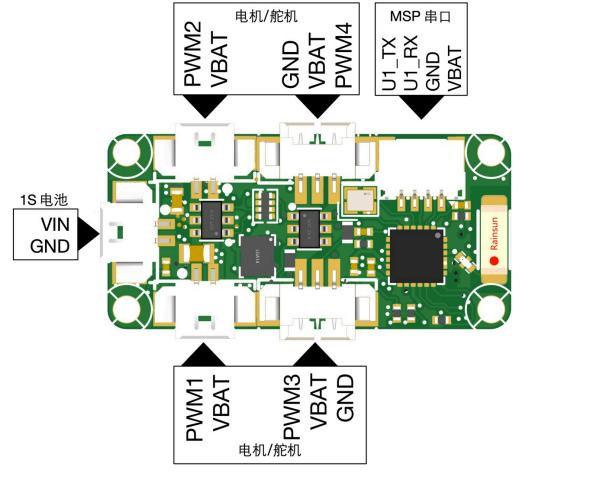 电机/舵机
PWM2
VBAT
GND
VBAT
PWM4
MSP 串口
U1_TX
U1_RX
GND
VBAT
1S 电池
VIN
GND
Rainsun
PWM1
VBAT
PWM3
VBAT
GND
电机/舵机